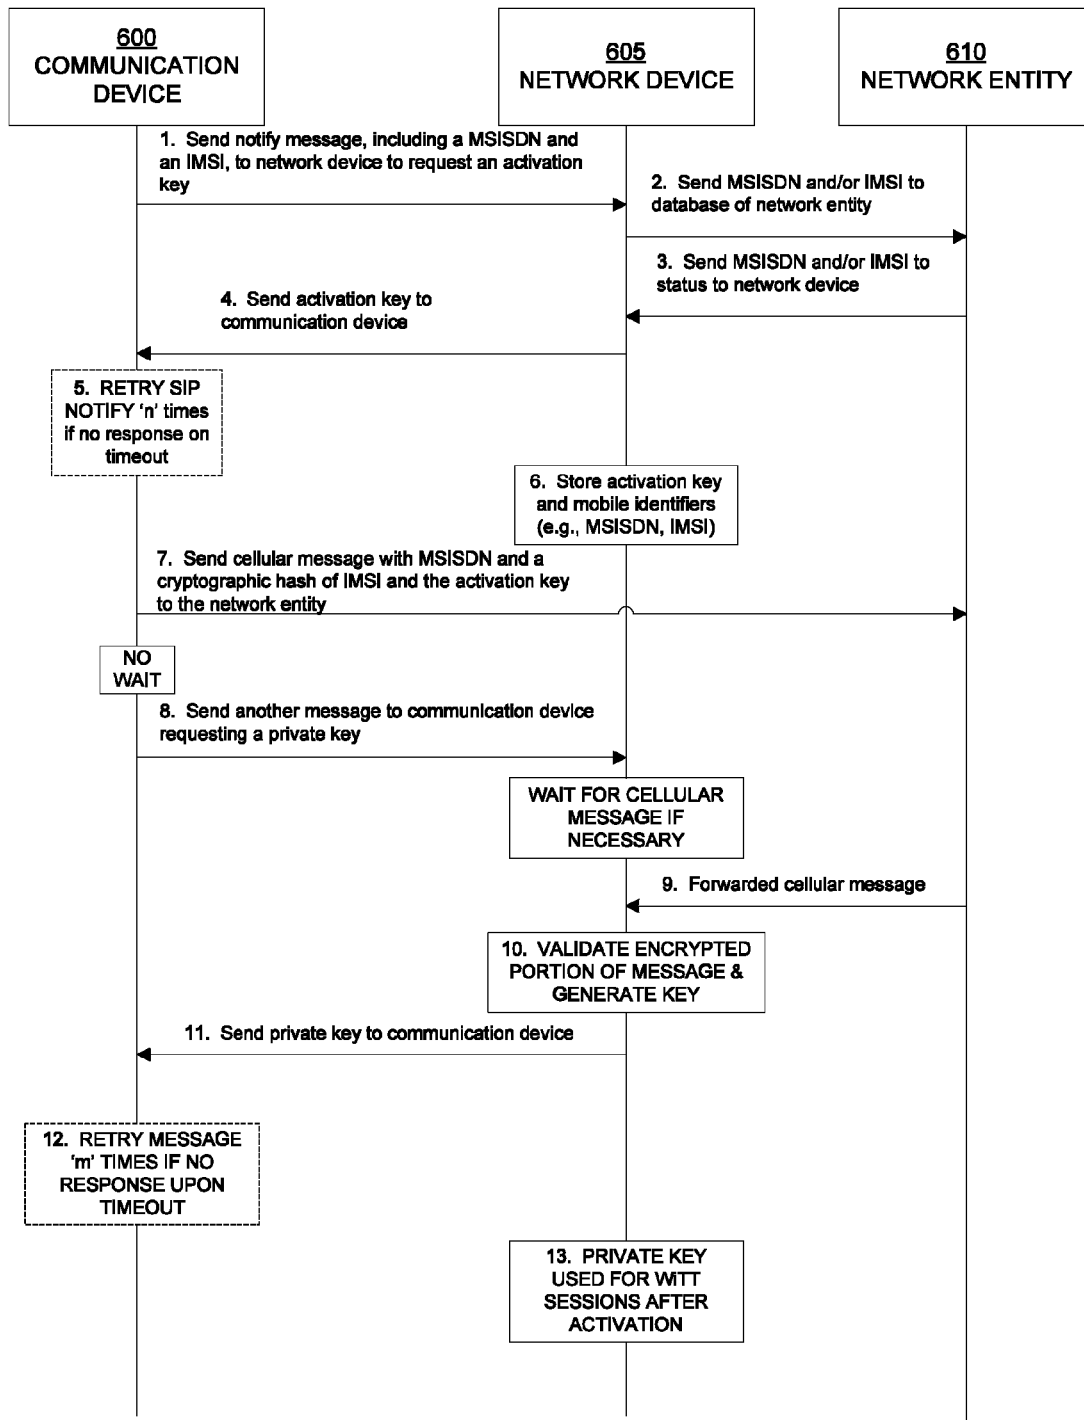 600
COMMUNICATION
DEVICE
605
NETWORK DEVICE
610
NETWORK ENTITY
1. Send notify message, including a MSISDN and
an IMSI, to network device to request an activation
key
2. Send MSISDN and/or IMSI to
database of network entity
3. Send MSISDN and/or IMSI to
status to network device
4. Send activation key to
communication device
5. RETRY SIP
NOTIFY 'n' times
if no response on
timeout
6. Store activation key
and mobile identifiers
(e.g., MSISDN, IMSI)
7. Send cellular message with MSISDN and a
cryptographic hash of IMSI and the activation key
to the network entity
NO
WAIT
8. Send another message to communication device
requesting a private key
WAIT FOR CELLULAR
MESSAGE IF
NECESSARY
9. Forwarded cellular message
10. VALIDATE ENCRYPTED
PORTION OF MESSAGE &
GENERATE KEY
11. Send private key to communication device
12. RETRY MESSAGE
'm' TIMES IF NO
RESPONSE UPON
TIMEOUT
13. PRIVATE KEY
USED FOR WITT
SESSIONS AFTER
ACTIVATION